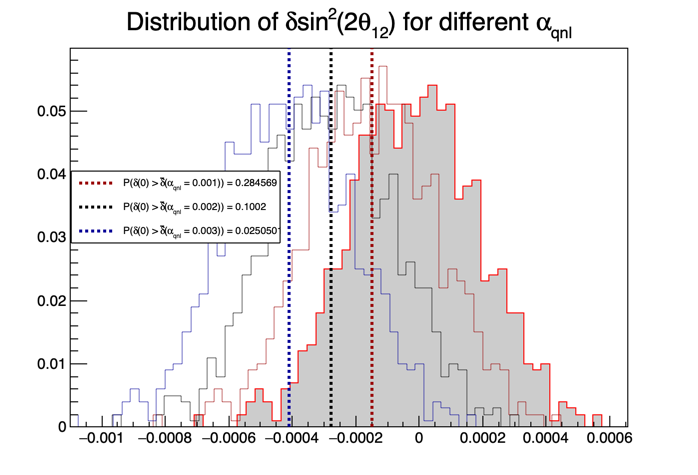 Distribution of δsin²(2θ₁₂) for different α_qnl
0.05
0.04
0.03
0.02
0.01
0
P(δ(0) > δ̃(α_qnl = 0.001)) = 0.284569
P(δ(0) > δ̃(α_qnl = 0.002)) = 0.1002
P(δ(0) > δ̃(α_qnl = 0.003)) = 0.0250501
−0.001 −0.0008 −0.0006 −0.0004 −0.0002 0 0.0002 0.0004 0.0006